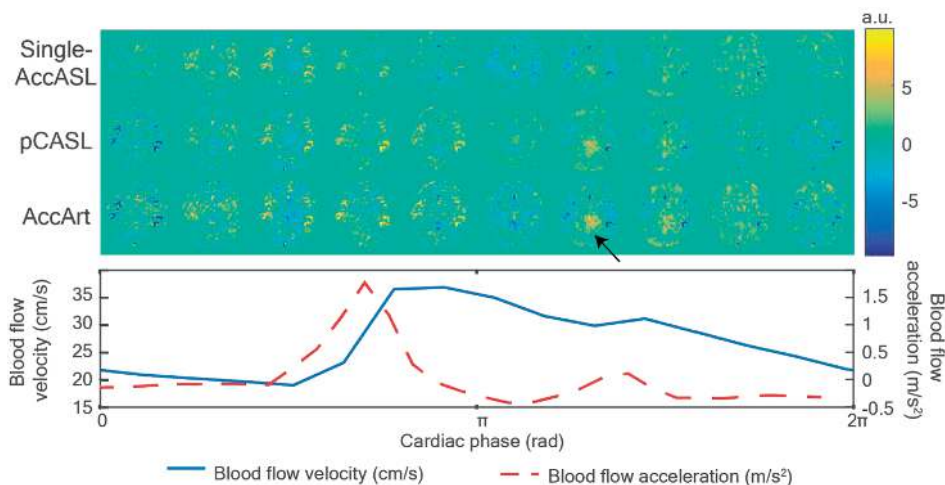 a.u.
Single-
AccASL
pCASL
AccArt
5
0
-5
Blood flow
velocity (cm/s)
35
30
25
20
15
1.5
1
0.5
0
-0.5
Blood flow
acceleration (m/s²)
0
π
2π
Cardiac phase (rad)
Blood flow velocity (cm/s)
Blood flow acceleration (m/s²)